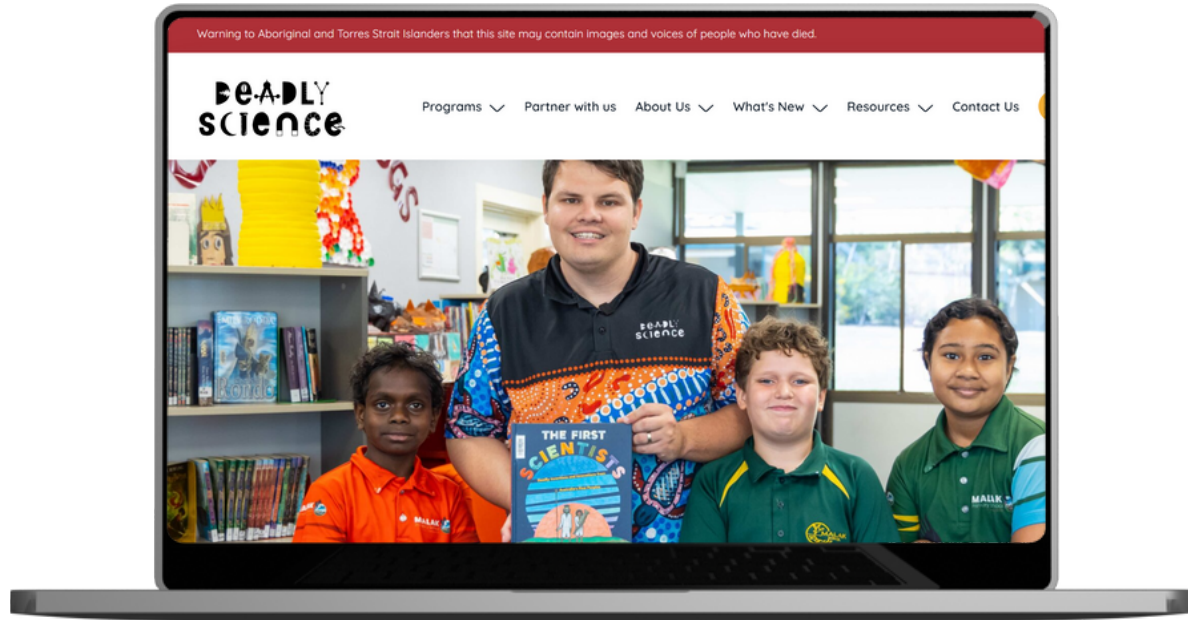 Warning to Aboriginal and Torres Strait Islanders that this site may contain images and voices of people who have died.
DEADLY
SCIENCE
Programs
Partner with us
About Us
What's New
Resources
Contact Us
DEADLY
SCIENCE
THE FIRST
SCIENTISTS
MALAK
MALAK
MALAK